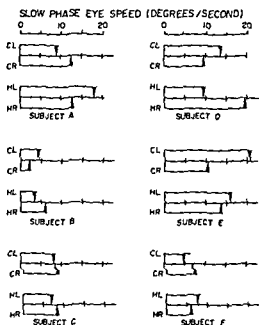 SLOW PHASE EYE SPEED (DEGREES/SECOND)
0 10 20 0 10 20
CL CL
CR CR
HL HL
HR HR
SUBJECT A SUBJECT D
CL CL
CR CR
HL HL
HR HR
SUBJECT B SUBJECT E
CL CL
CR CR
HL HL
HR HR
SUBJECT C SUBJECT F